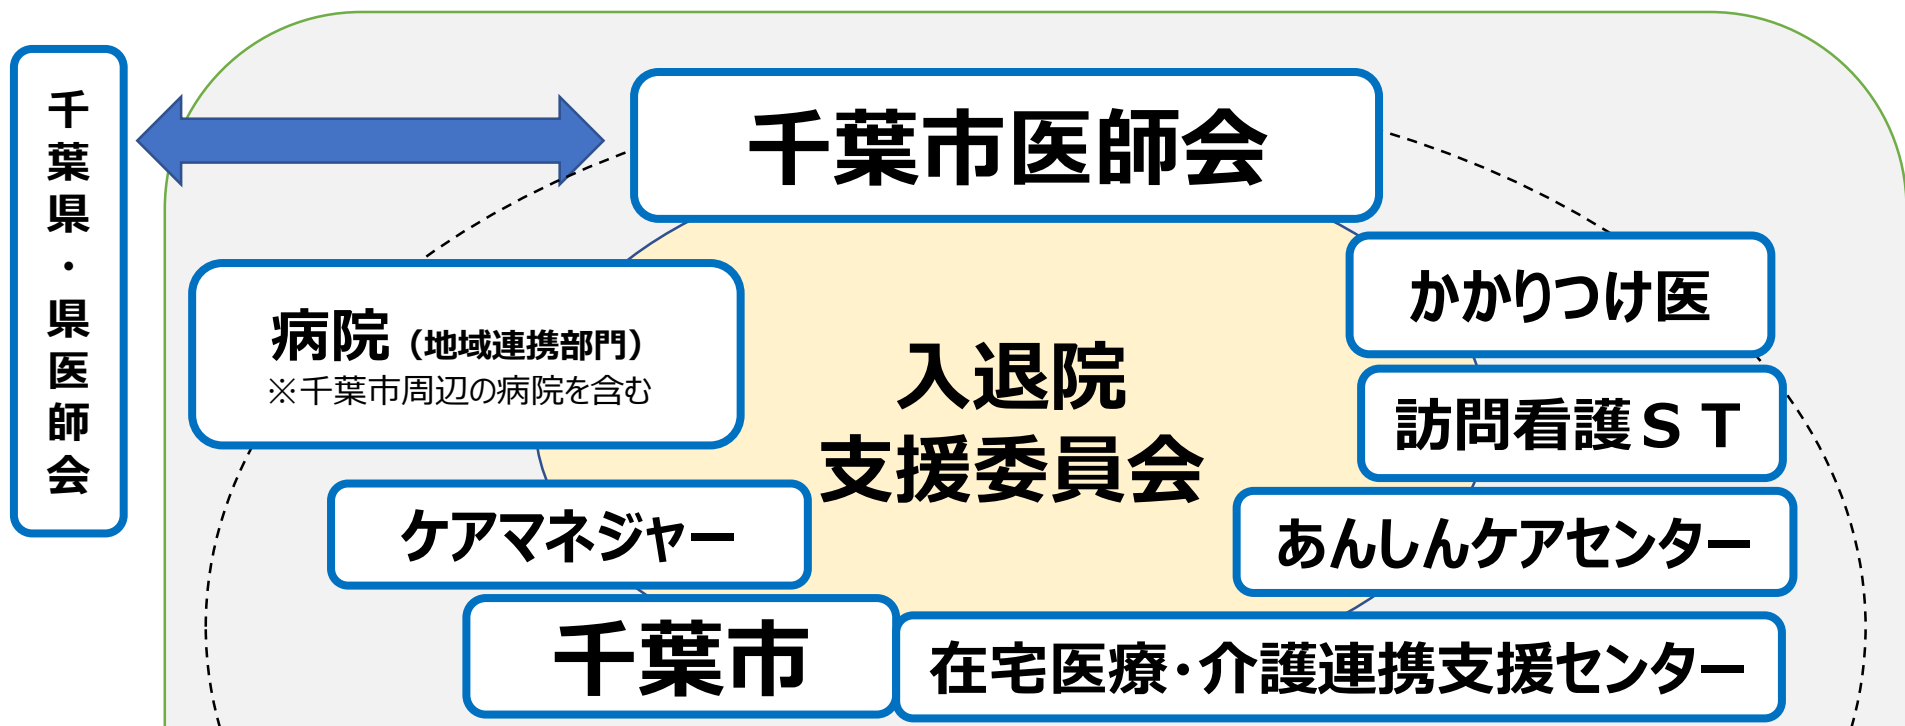 千葉県・県医師会
千葉市医師会
かかりつけ医
病院（地域連携部門）
※千葉市周辺の病院を含む
入退院
支援委員会
訪問看護ＳＴ
ケアマネジャー
あんしんケアセンター
千葉市
在宅医療・介護連携支援センター